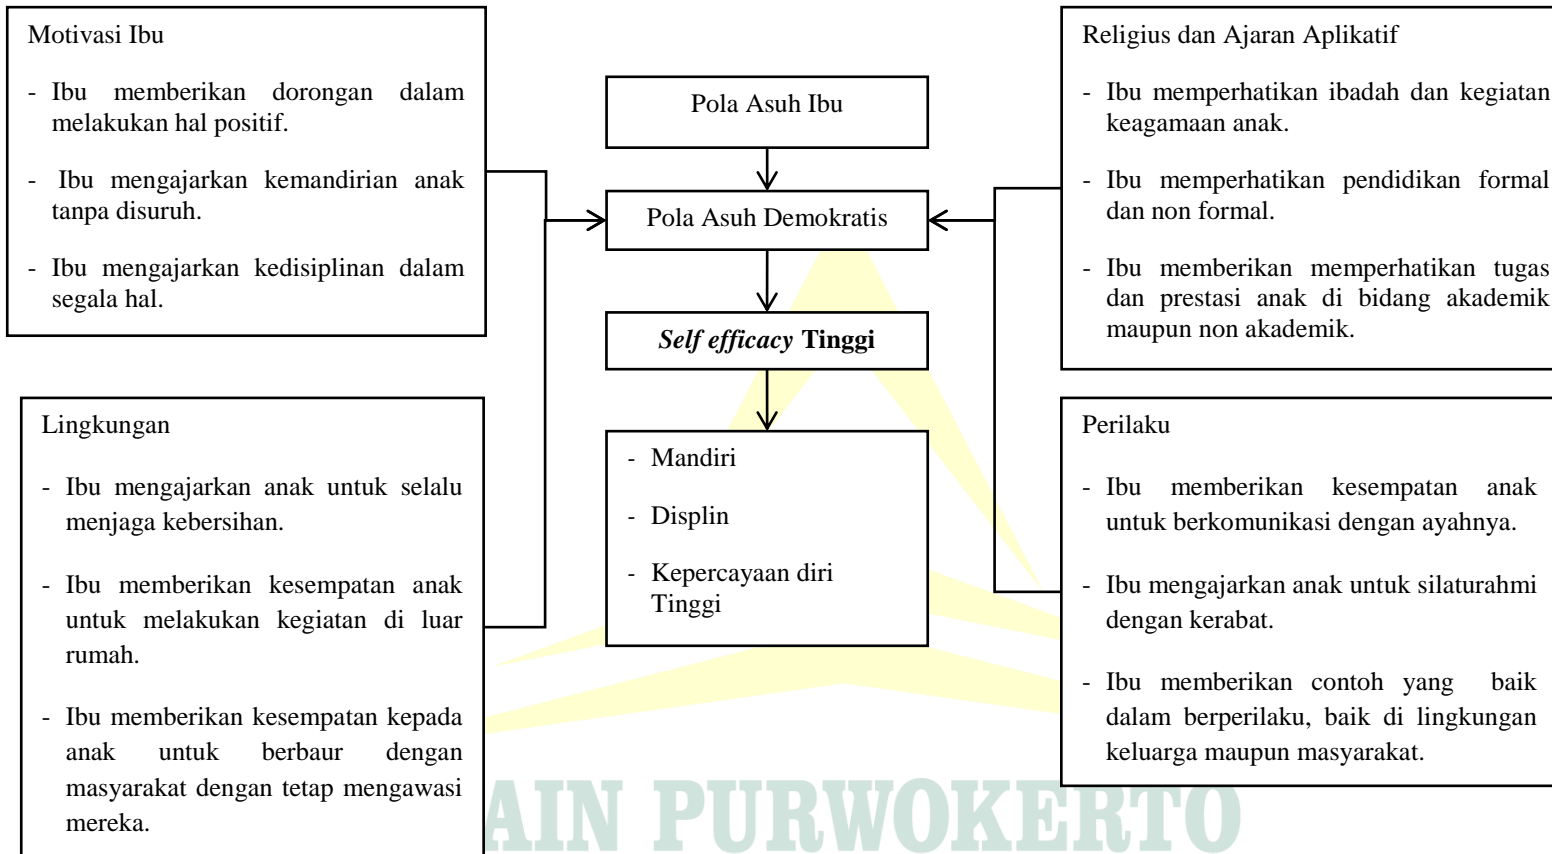 Motivasi Ibu
- Ibu memberikan dorongan dalam
melakukan hal positif.
- Ibu mengajarkan kemandirian anak
tanpa disuruh.
- Ibu mengajarkan kedisiplinan dalam
segala hal.
Lingkungan
- Ibu mengajarkan anak untuk selalu
menjaga kebersihan.
- Ibu memberikan kesempatan anak
untuk melakukan kegiatan di luar
rumah.
- Ibu memberikan kesempatan kepada
anak untuk berbaur dengan
masyarakat dengan tetap mengawasi
mereka.
Pola Asuh Ibu
Pola Asuh Demokratis
Self efficacy Tinggi
- Mandiri
- Displin
- Kepercayaan diri
Tinggi
Religius dan Ajaran Aplikatif
- Ibu memperhatikan ibadah dan kegiatan
keagamaan anak.
- Ibu memperhatikan pendidikan formal
dan non formal.
- Ibu memberikan memperhatikan tugas
dan prestasi anak di bidang akademik
maupun non akademik.
Perilaku
- Ibu memberikan kesempatan anak
untuk berkomunikasi dengan ayahnya.
- Ibu mengajarkan anak untuk silaturahmi
dengan kerabat.
- Ibu memberikan contoh yang baik
dalam berperilaku, baik di lingkungan
keluarga maupun masyarakat.
AIN PURWOKERTO